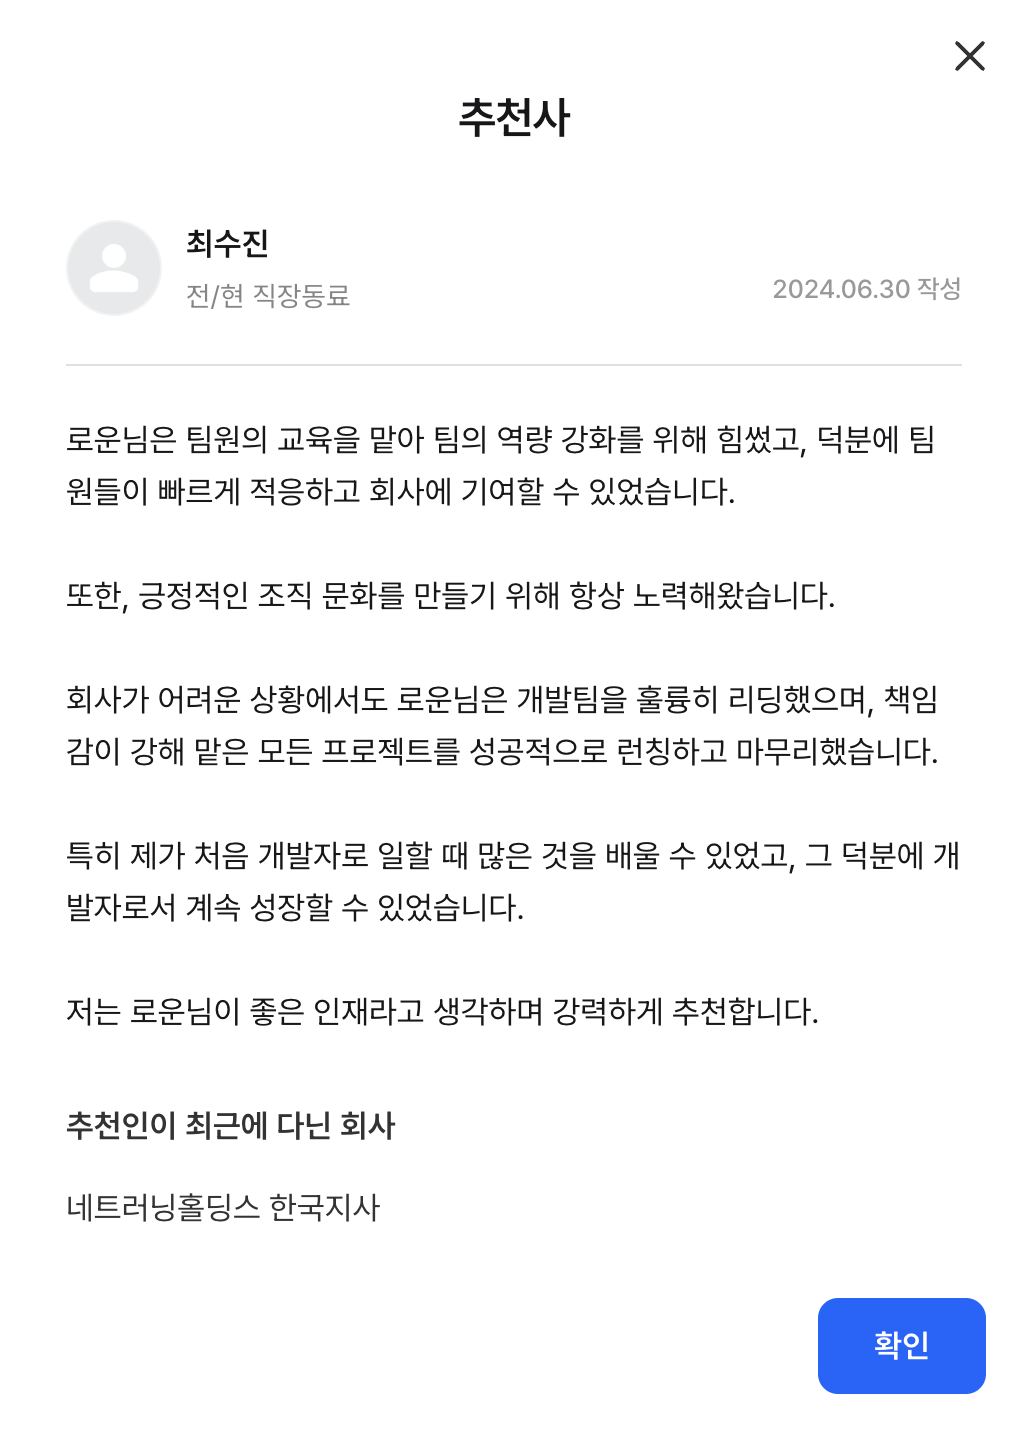 추천사
최수진
전/현 직장동료
2024.06.30 작성
로운님은 팀원의 교육을 맡아 팀의 역량 강화를 위해 힘썼고, 덕분에 팀
원들이 빠르게 적응하고 회사에 기여할 수 있었습니다.
또한, 긍정적인 조직 문화를 만들기 위해 항상 노력해왔습니다.
회사가 어려운 상황에서도 로운님은 개발팀을 훌륭히 리딩했으며, 책임
감이 강해 맡은 모든 프로젝트를 성공적으로 런칭하고 마무리했습니다.
특히 제가 처음 개발자로 일할 때 많은 것을 배울 수 있었고, 그 덕분에 개
발자로서 계속 성장할 수 있었습니다.
저는 로운님이 좋은 인재라고 생각하며 강력하게 추천합니다.
추천인이 최근에 다닌 회사
네트러닝홀딩스 한국지사
확인